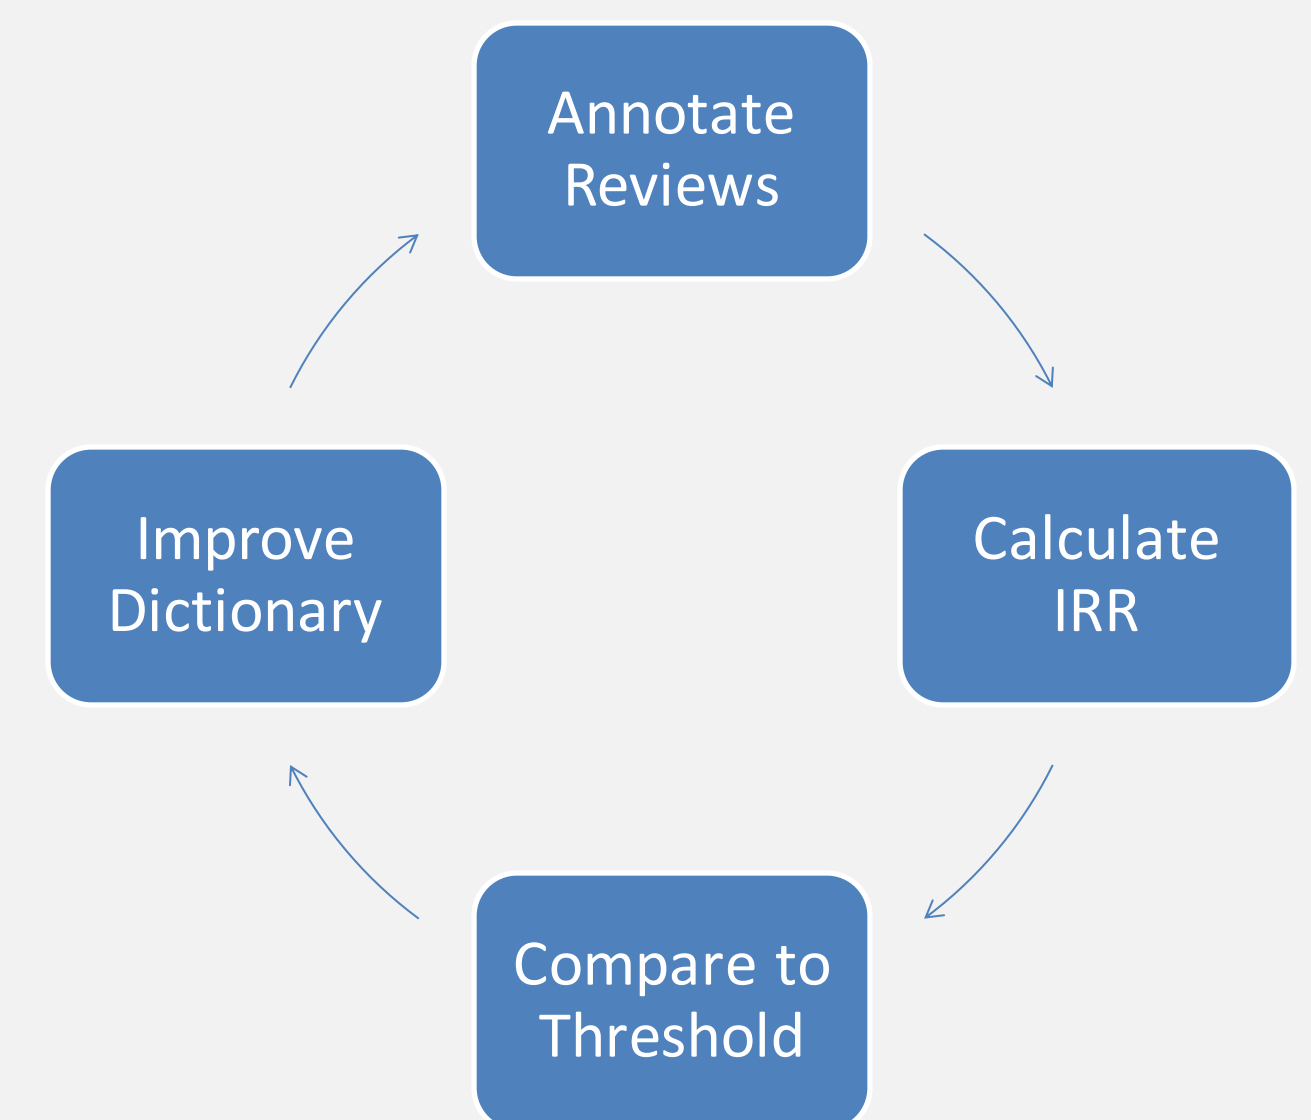 Annotate
Reviews
Calculate
IRR
Compare to
Threshold
Improve
Dictionary